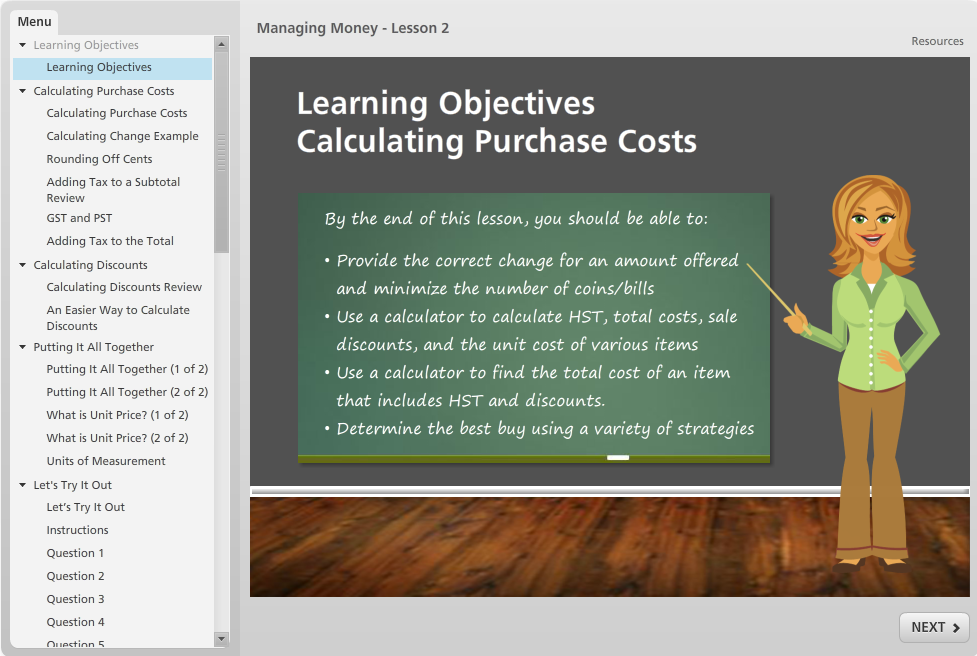 Menu
Learning Objectives
Learning Objectives
Calculating Purchase Costs
Calculating Purchase Costs
Calculating Change Example
Rounding Off Cents
Adding Tax to a Subtotal
Review
GST and PST
Adding Tax to the Total
Calculating Discounts
Calculating Discounts Review
An Easier Way to Calculate
Discounts
Putting It All Together
Putting It All Together (1 of 2)
Putting It All Together (2 of 2)
What is Unit Price? (1 of 2)
What is Unit Price? (2 of 2)
Units of Measurement
Let's Try It Out
Let's Try It Out
Instructions
Question 1
Question 2
Question 3
Question 4
Question 5
Managing Money - Lesson 2
Resources
Learning Objectives
Calculating Purchase Costs
By the end of this lesson, you should be able to:
• Provide the correct change for an amount offered
and minimize the number of coins/bills
• Use a calculator to calculate HST, total costs, sale
discounts, and the unit cost of various items
• Use a calculator to find the total cost of an item
that includes HST and discounts.
• Determine the best buy using a variety of strategies
NEXT